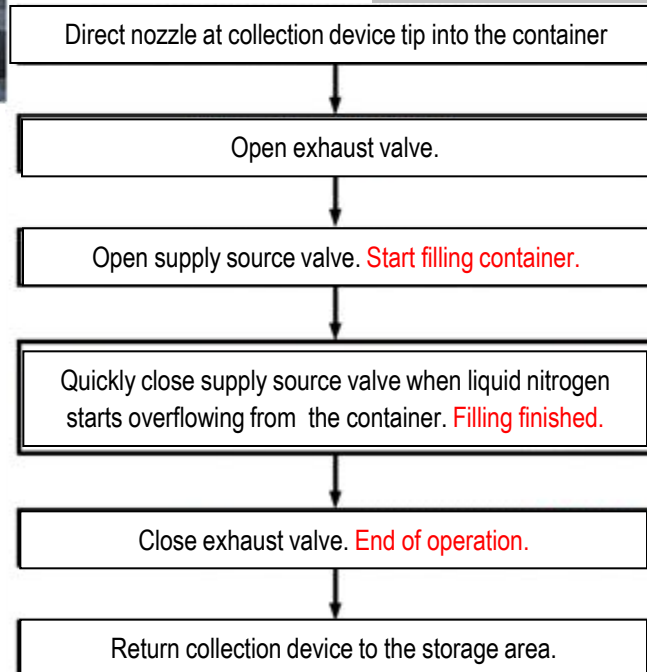 Direct nozzle at collection device tip into the container
Open exhaust valve.
Open supply source valve. Start filling container.
Quickly close supply source valve when liquid nitrogen
starts overflowing from the container. Filling finished.
Close exhaust valve. End of operation.
Return collection device to the storage area.